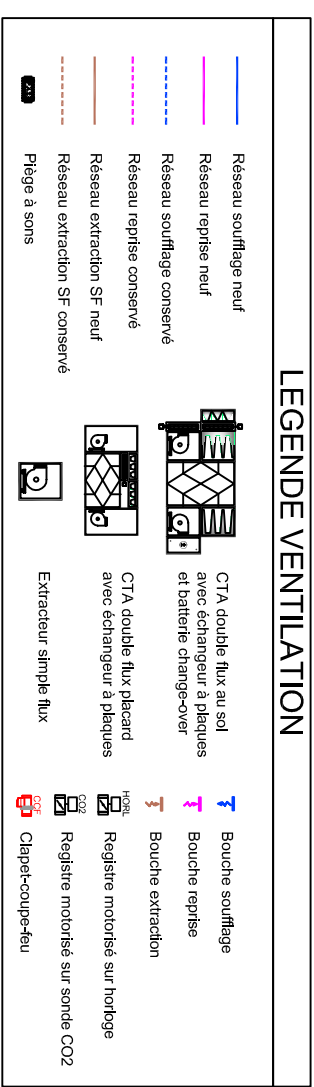 LEGENDE VENTILATION
Réseau soufflage neuf
Réseau reprise neuf
Réseau soufflage conservé
Réseau reprise conservé
Réseau extraction SF neuf
Réseau extraction SF conservé
Piège à sons
CTA double flux au sol
avec échangeur à plaques
et batterie change-over
CTA double flux placard
avec échangeur à plaques
Extracteur simple flux
Bouche soufflage
Bouche reprise
Bouche extraction
HORL
Registre motorisé sur horloge
CO2
Registre motorisé sur sonde CO2
CCF
Clapet-coupe-feu